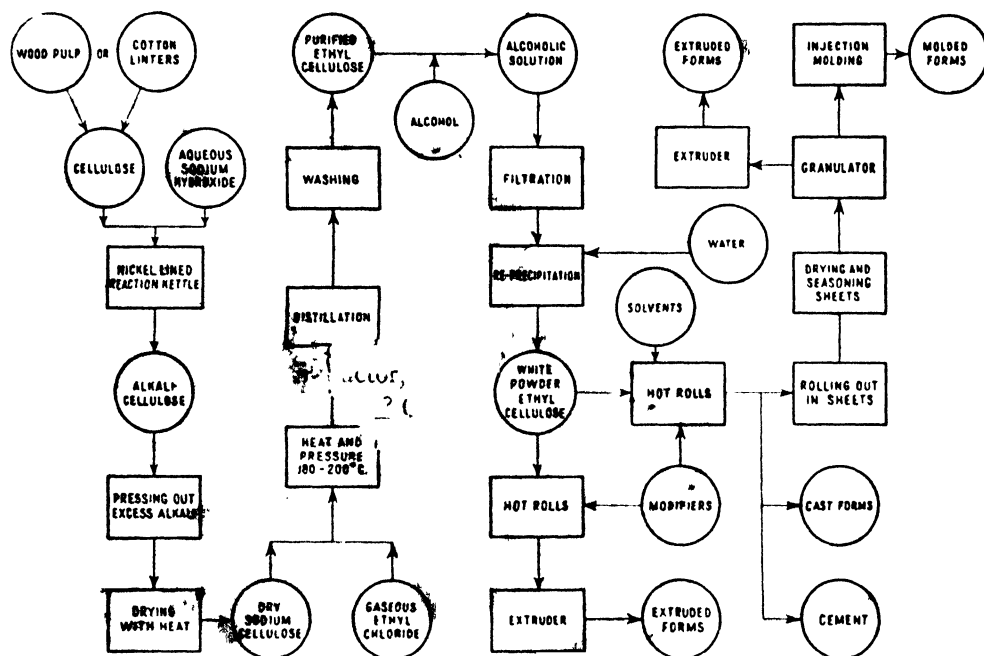 WOOD PULP
OR
COTTON
LINTERS
CELLULOSE
AQUEOUS
SODIUM
HYDROXIDE
NICKEL LINED
REACTION KETTLE
ALKALI
CELLULOSE
PRESSING OUT
EXCESS ALKALI
DRYING
WITH HEAT
DRY
SODIUM
CELLULOSE
GASEOUS
ETHYL
CHLORIDE
HEAT AND
PRESSURE
180-200°C.
DISTILLATION
WASHING
PURIFIED
ETHYL
CELLULOSE
ALCOHOL
ALCOHOLIC
SOLUTION
FILTRATION
RE-PRECIPITATION
WATER
WHITE
POWDER
ETHYL
CELLULOSE
SOLVENTS
HOT ROLLS
MODIFIERS
HOT ROLLS
EXTRUDER
EXTRUDED
FORMS
ROLLING OUT
IN SHEETS
CAST FORMS
CEMENT
DRYING AND
SEASONING
SHEETS
GRANULATOR
EXTRUDER
EXTRUDED
FORMS
INJECTION
MOLDING
MOLDED
FORMS